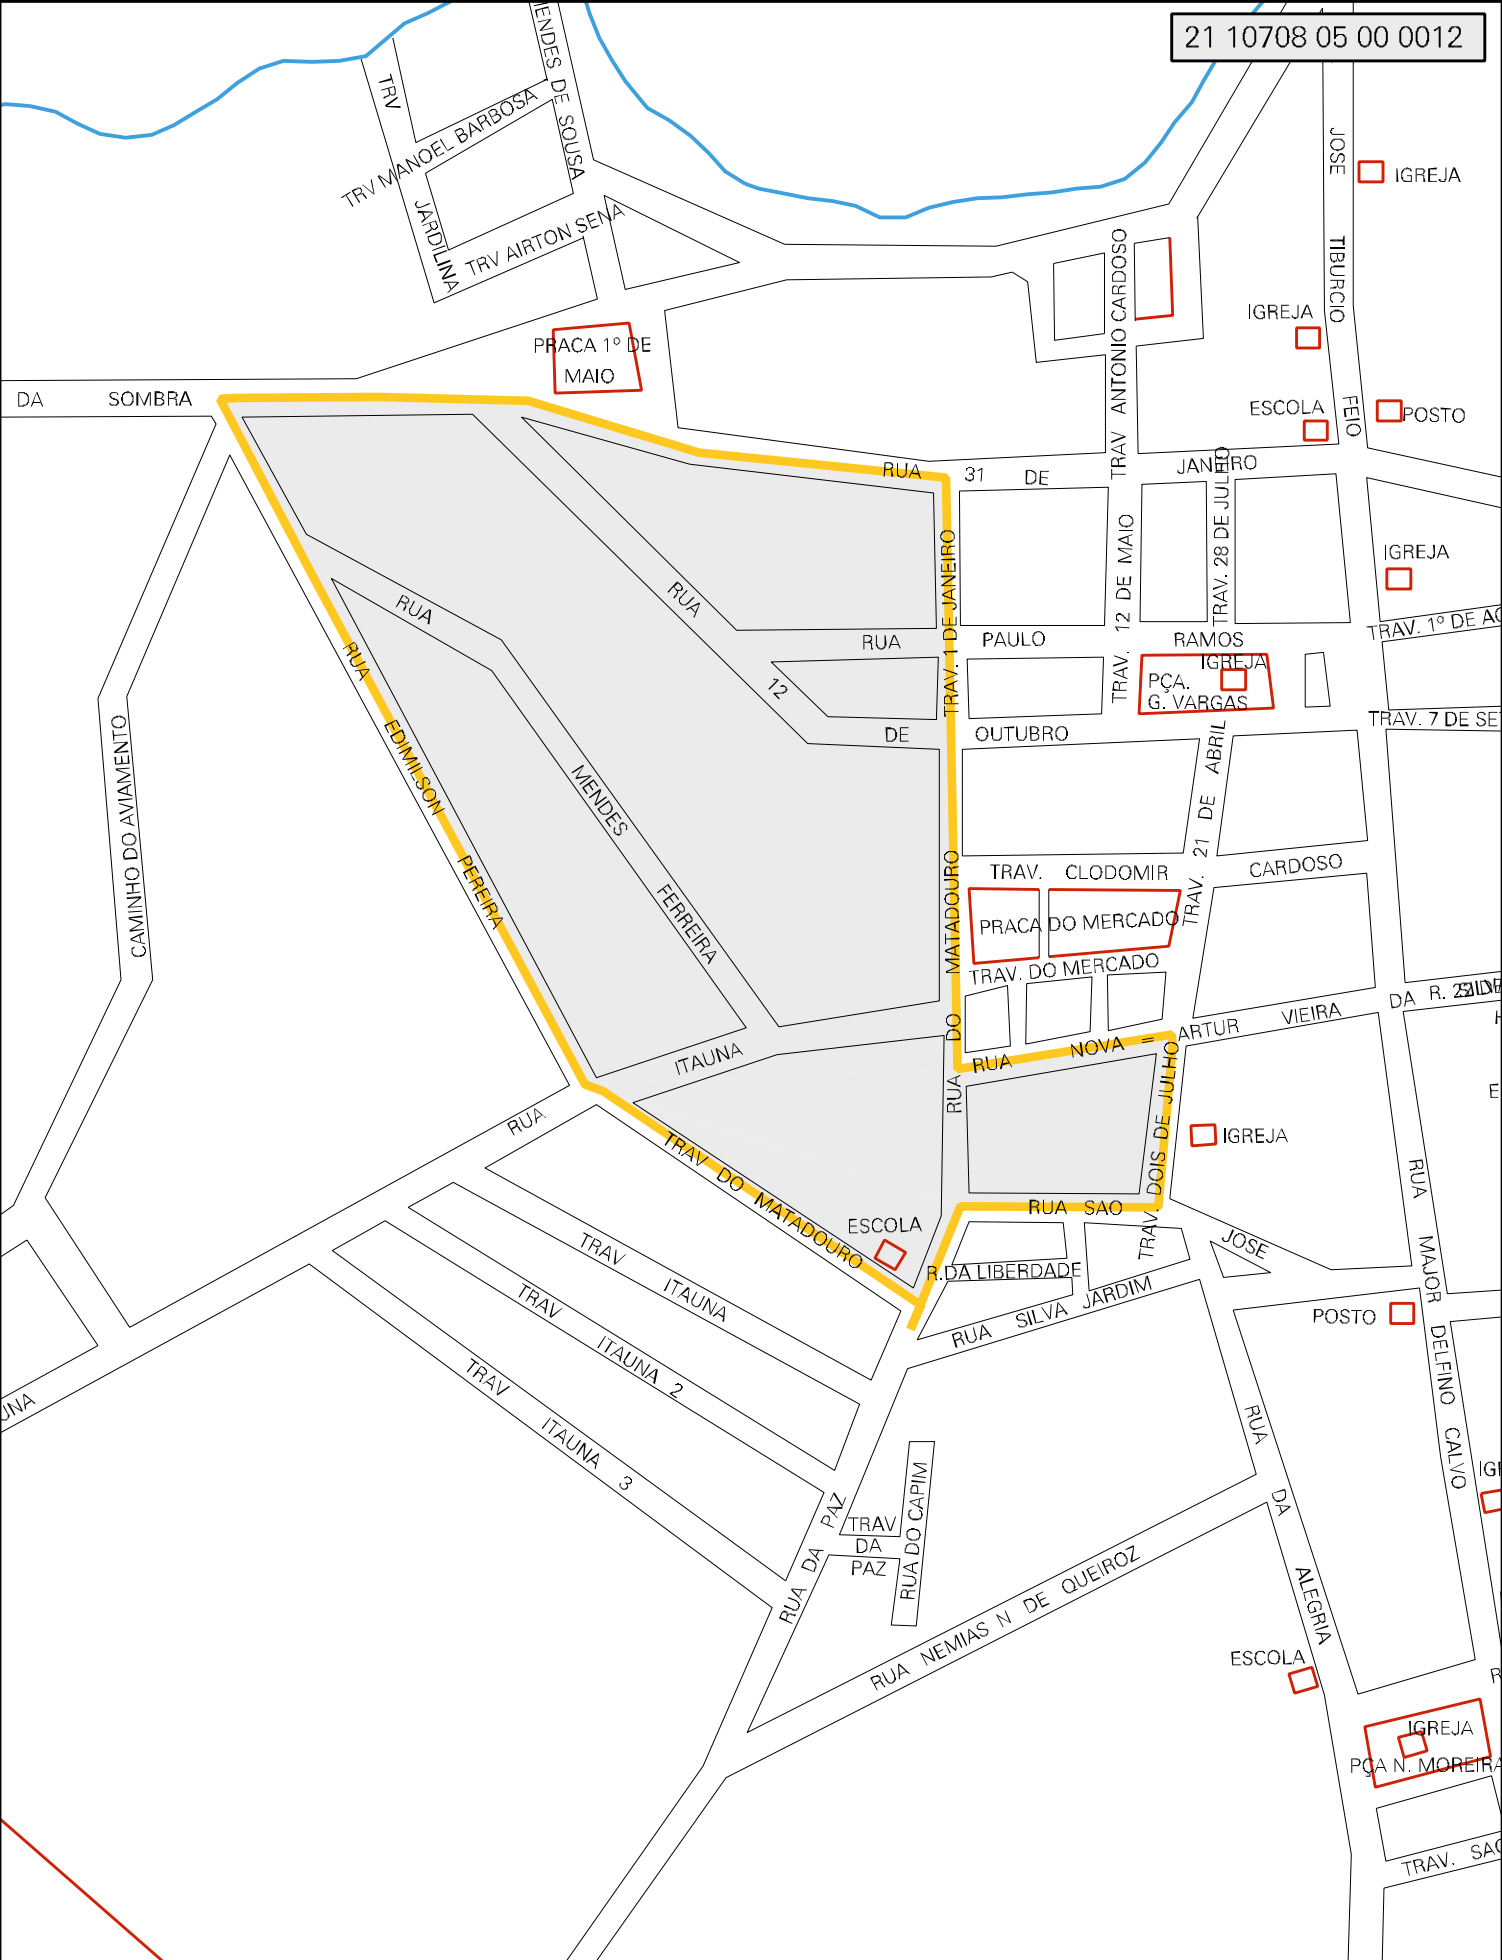 21 10708 05 00 0012
MENDES DE SOUSA
TRV
JARDILINA
TRV MANOEL BARBOSA
TRV AIRTON SENA
JOSE TIBURCIO FEIO
IGREJA
TRAV ANTONIO CARDOSO
IGREJA
PRACA 1º DE
MAIO
DA SOMBRA
ESCOLA
POSTO
RUA 31 DE JANEIRO
TRAV. 28 DE JULHO
TRAV. 12 DE MAIO
TRAV. 1 DE JANEIRO
IGREJA
TRAV. 1º DE
RUA MENDES FERREIRA
RUA 12 DE OUTUBRO
RUA PAULO RAMOS
IGREJA
PÇA.
G. VARGAS
TRAV. 7 DE
RUA EDIMILSON PEREIRA
CAMINHO DO AVIAMENTO
TRAV. 21 DE ABRIL
TRAV. CLODOMIR CARDOSO
PRACA DO MERCADO
TRAV. DO MERCADO
RUA DO MATADOURO
DA
R.
RUA NOVA = ARTUR VIEIRA
RUA ITAUNA
TRAV. DOIS DE JULHO
IGREJA
TRAV DO MATADOURO
ESCOLA
RUA SAO JOSE
R.DA LIBERDADE
RUA SILVA JARDIM
RUA MAJOR DELFINO CALVO
POSTO
TRAV ITAUNA
TRAV ITAUNA 2
TRAV ITAUNA 3
RUA DA PAZ
TRAV
DA
PAZ
RUA DO CAPIM
RUA NEMIAS N DE QUEIROZ
RUA DA ALEGRIA
ESCOLA
IGREJA
PÇA N. MOREIRA
TRAV. SAO